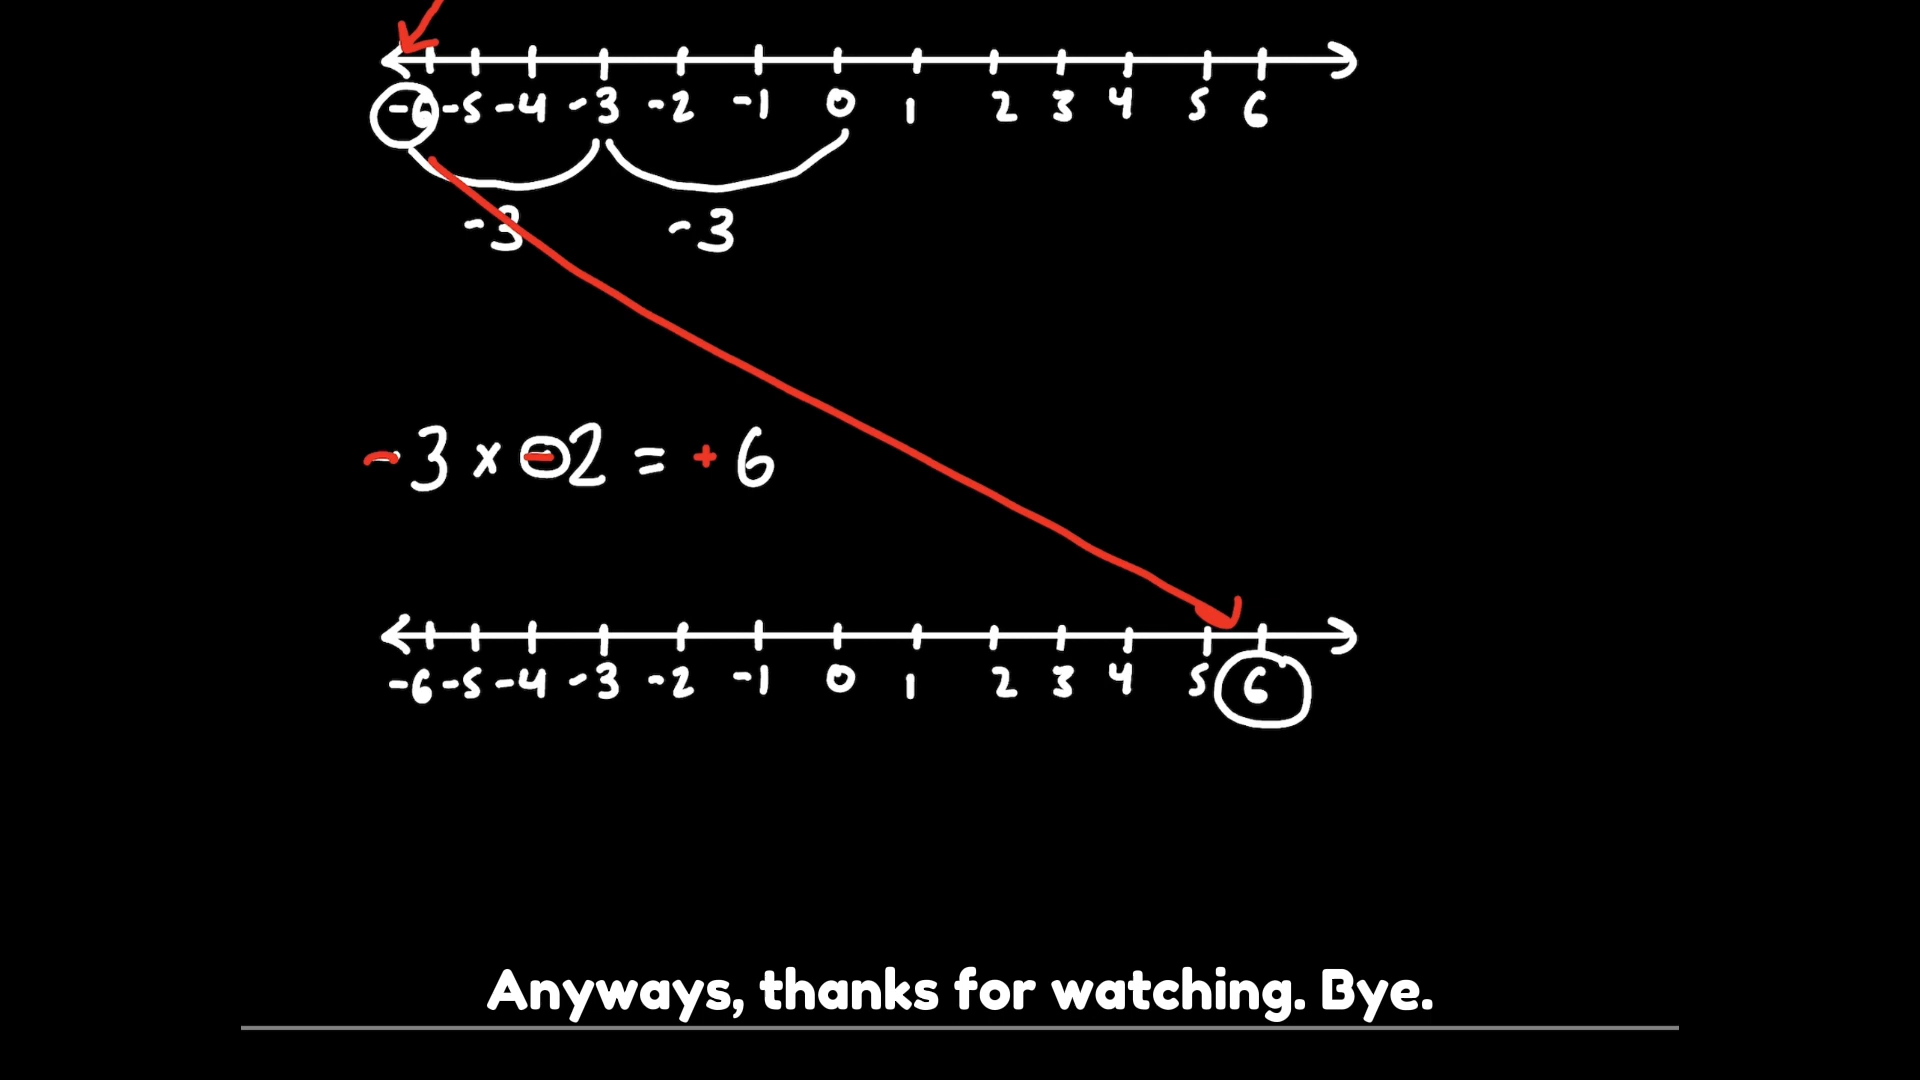 -6 -5 -4 -3 -2 -1 0 1 2 3 4 5 6
-3 -3
-3 x -2 = + 6
-6 -5 -4 -3 -2 -1 0 1 2 3 4 5 6
Anyways, thanks for watching. Bye.